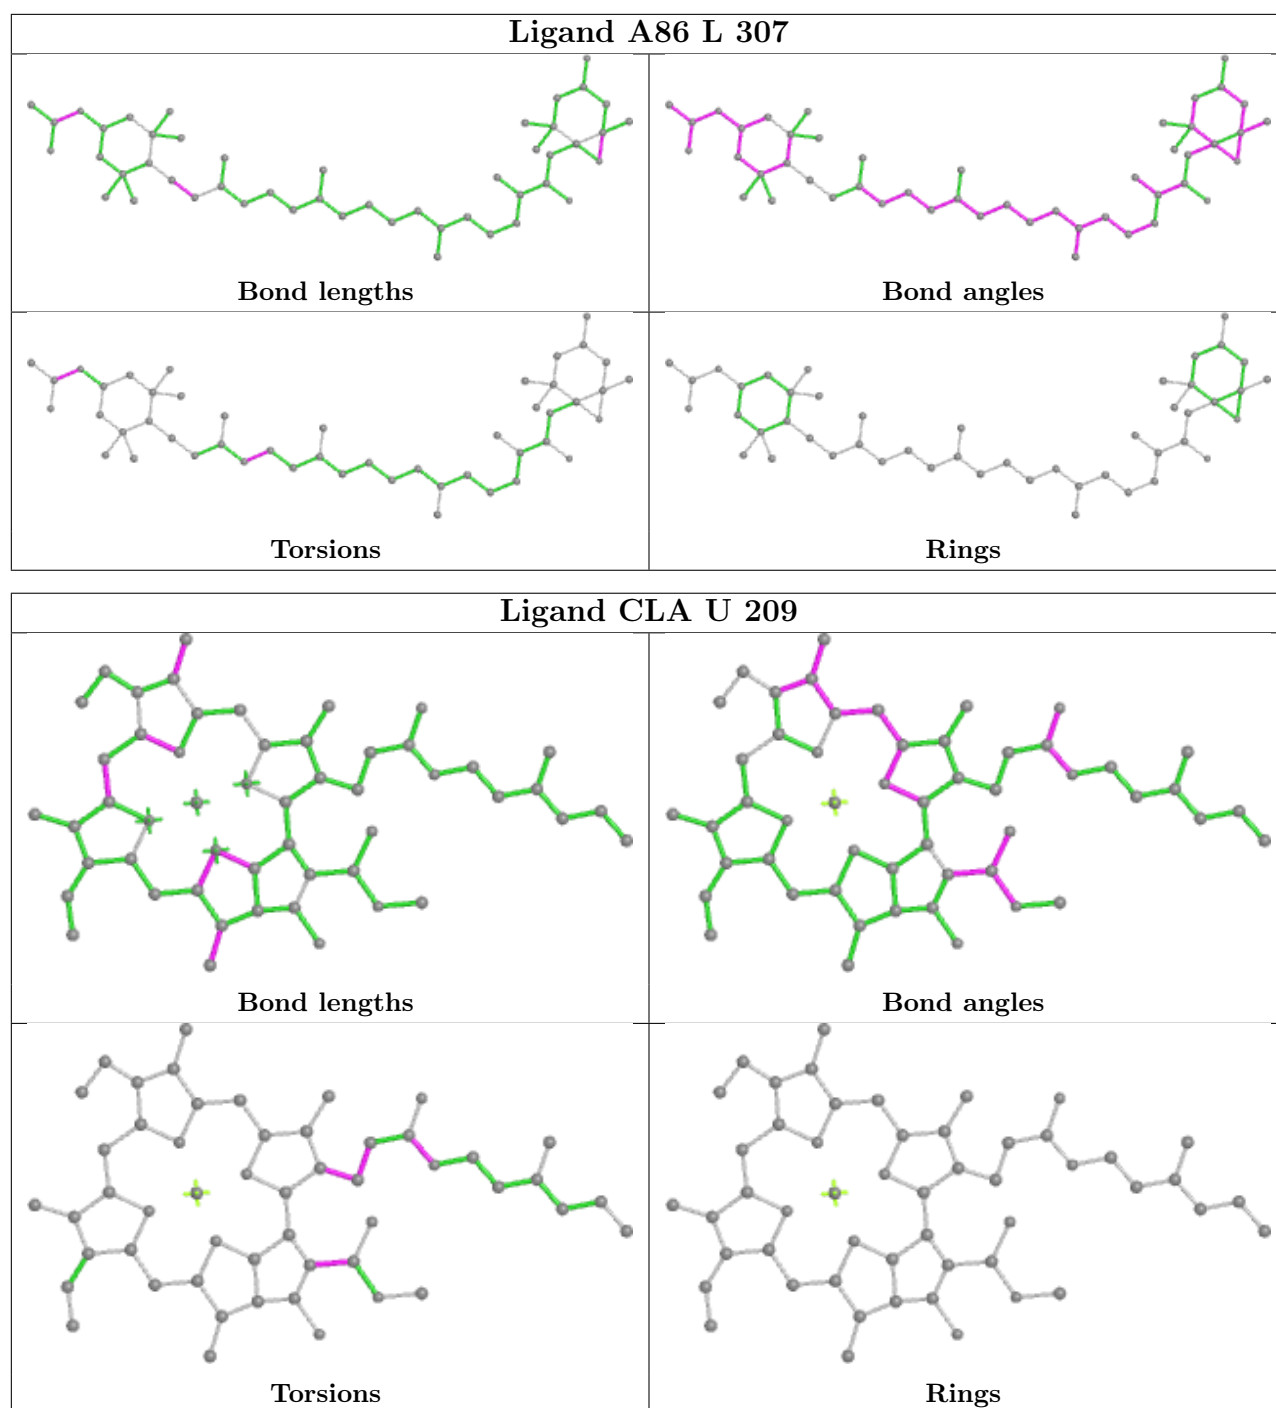 Ligand A86 L 307
Bond lengths
Bond angles
Torsions
Rings
Ligand CLA U 209
Bond lengths
Bond angles
Torsions
Rings